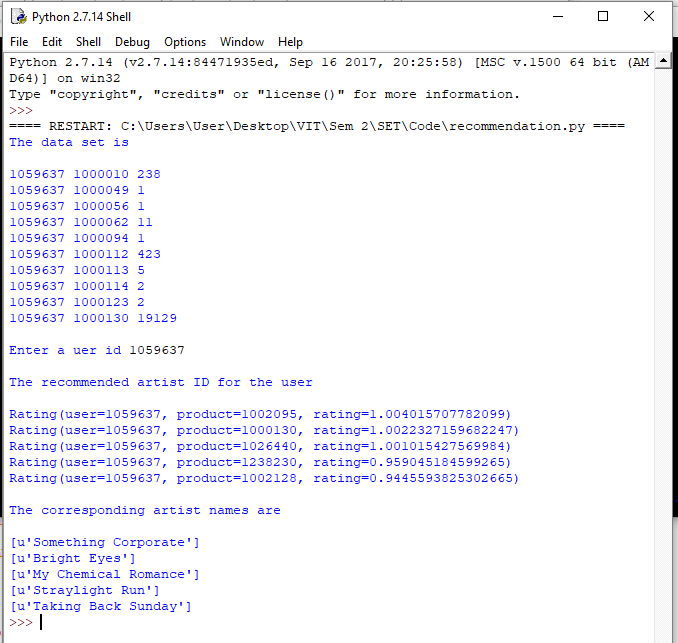 Python 2.7.14 Shell
File Edit Shell Debug Options Window Help
Python 2.7.14 (v2.7.14:84471935ed, Sep 16 2017, 20:25:58) [MSC v.1500 64 bit (AM
D64)] on win32
Type "copyright", "credits" or "license()" for more information.
>>>
==== RESTART: C:\Users\User\Desktop\VIT\Sem 2\SET\Code\recommendation.py ====
The data set is
1059637 1000010 238
1059637 1000049 1
1059637 1000056 1
1059637 1000062 11
1059637 1000094 1
1059637 1000112 423
1059637 1000113 5
1059637 1000114 2
1059637 1000123 2
1059637 1000130 19129
Enter a uer id 1059637
The recommended artist ID for the user
Rating(user=1059637, product=1002095, rating=1.004015707782099)
Rating(user=1059637, product=1000130, rating=1.0022327159682247)
Rating(user=1059637, product=1026440, rating=1.001015427569984)
Rating(user=1059637, product=1238230, rating=0.959045184599265)
Rating(user=1059637, product=1002128, rating=0.9445593825302665)
The corresponding artist names are
[u'Something Corporate']
[u'Bright Eyes']
[u'My Chemical Romance']
[u'Straylight Run']
[u'Taking Back Sunday']
>>>